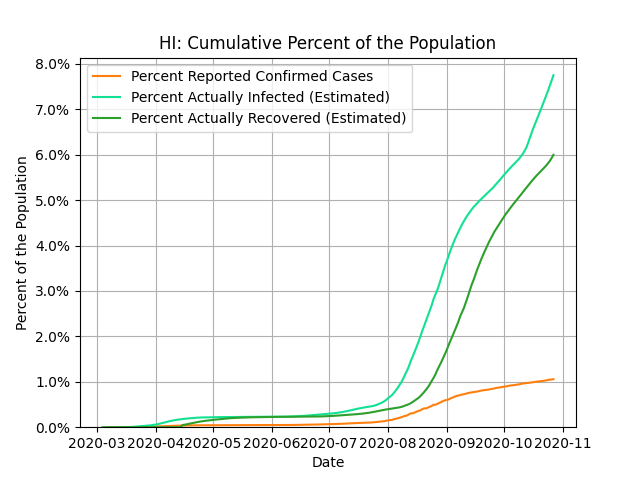 HI: Cumulative Percent of the Population
Percent Reported Confirmed Cases
Percent Actually Infected (Estimated)
Percent Actually Recovered (Estimated)
Percent of the Population
8.0%
7.0%
6.0%
5.0%
4.0%
3.0%
2.0%
1.0%
0.0%
2020-03 2020-04 2020-05 2020-06 2020-07 2020-08 2020-09 2020-10 2020-11
Date